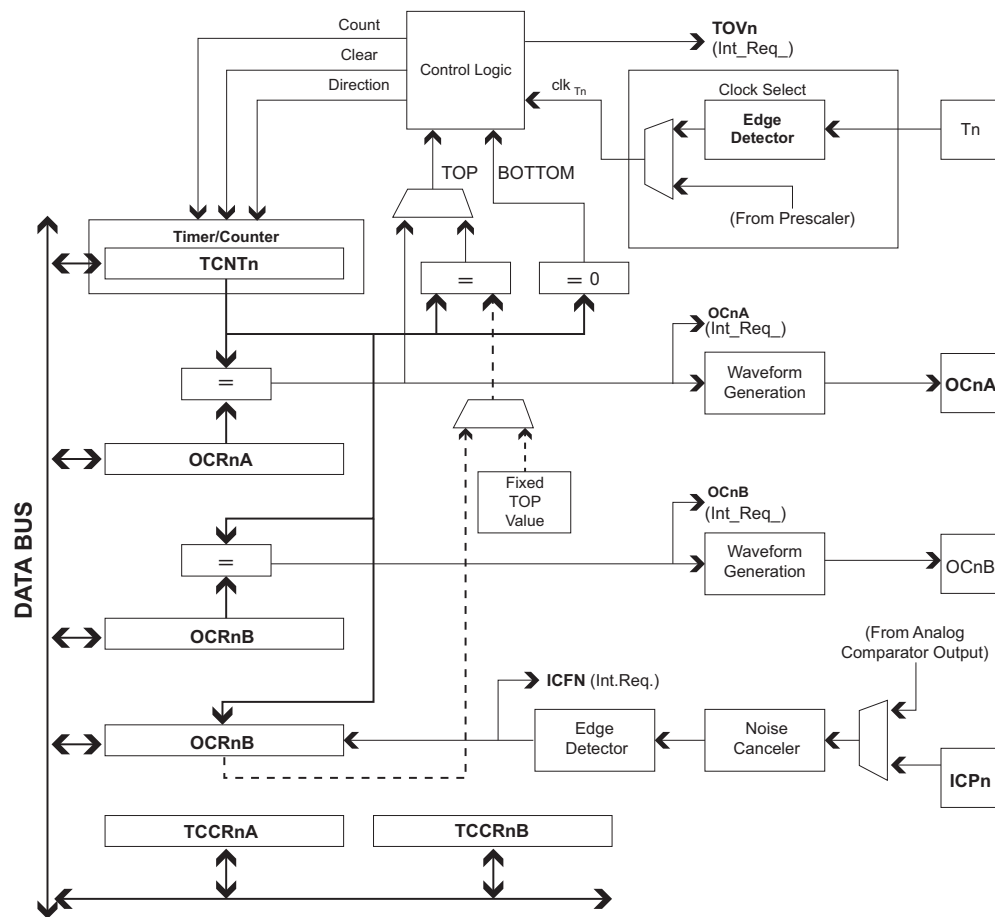 Count
Clear
Direction
Control Logic
TOVn
(Int_Req_)
clk Tn
Clock Select
Edge
Detector
Tn
(From Prescaler)
TOP
BOTTOM
Timer/Counter
TCNTn
=
= 0
=
OCnA
(Int_Req_)
Waveform
Generation
OCnA
OCRnA
Fixed
TOP
Value
OCnB
(Int_Req_)
=
Waveform
Generation
OCnB
DATA BUS
OCRnB
(From Analog
Comparator Output)
ICFN (Int.Req.)
OCRnB
Edge
Detector
Noise
Canceler
ICPn
TCCRnA
TCCRnB